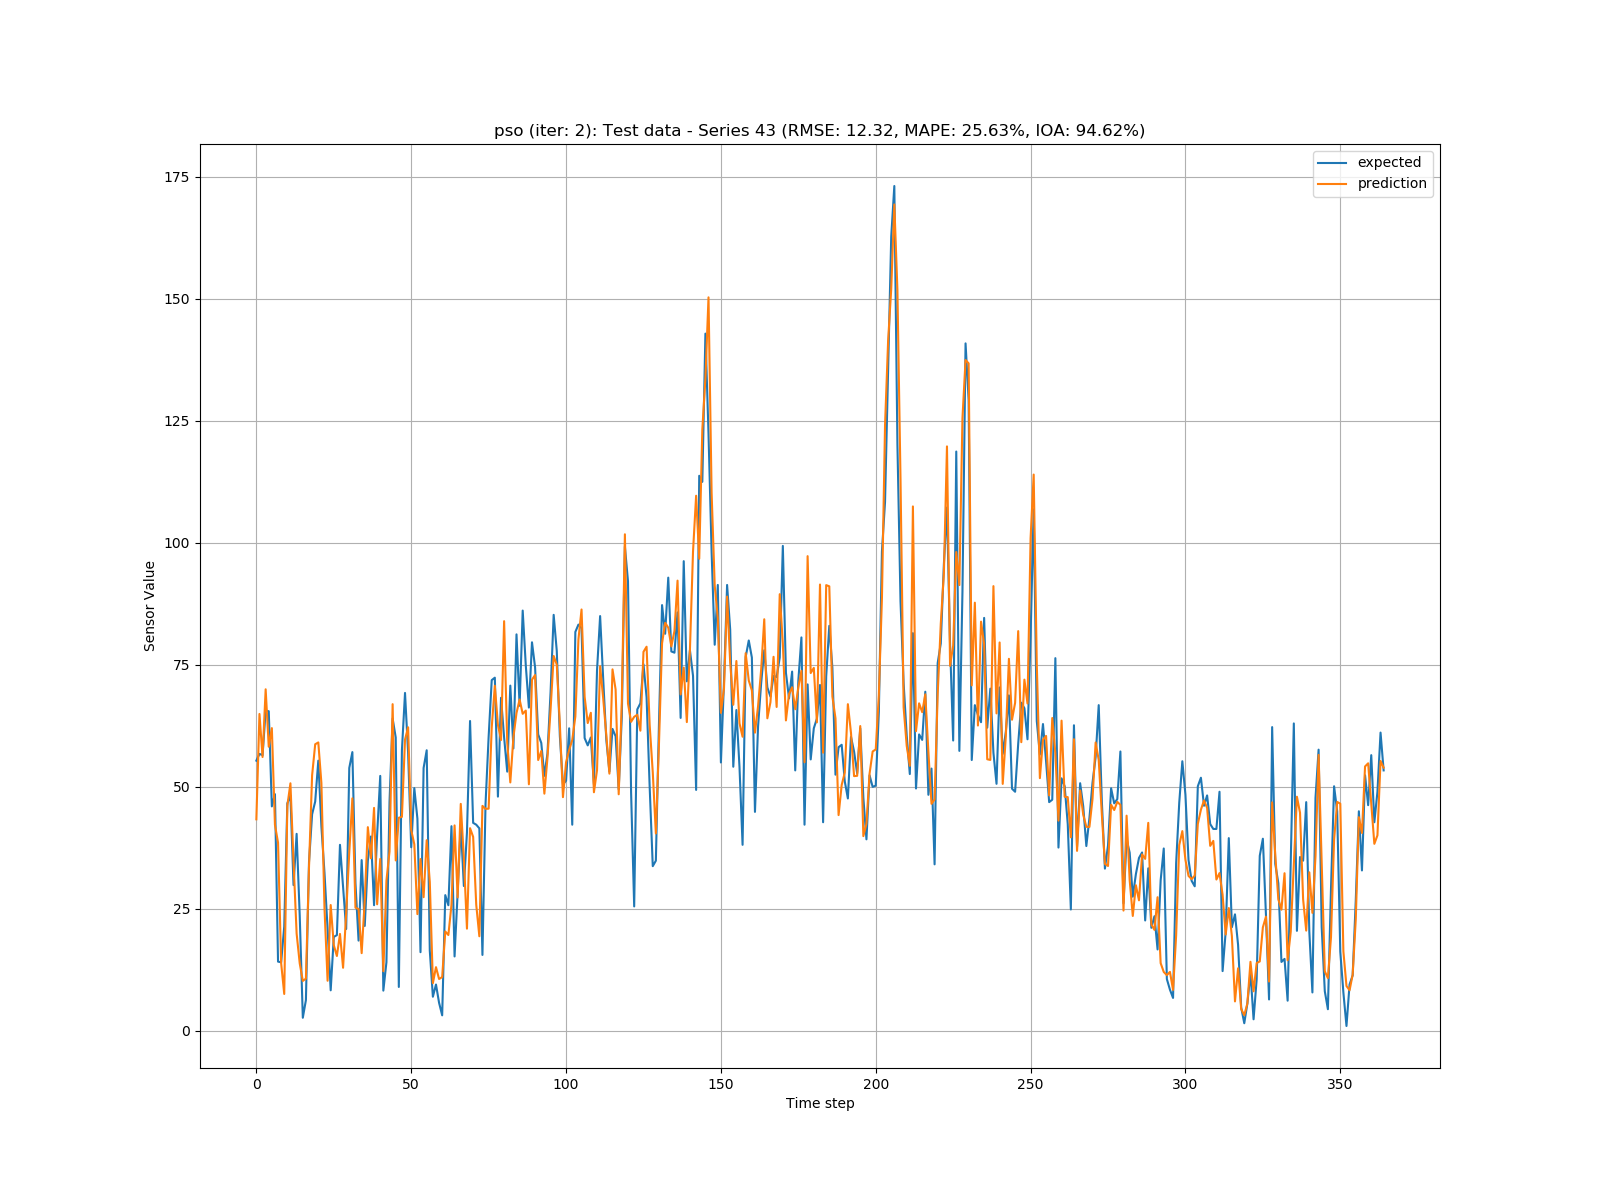 pso (iter: 2): Test data - Series 43 (RMSE: 12.32, MAPE: 25.63%, IOA: 94.62%)
expected
prediction
175
150
125
100
75
50
25
0
Sensor Value
0 50 100 150 200 250 300 350
Time step